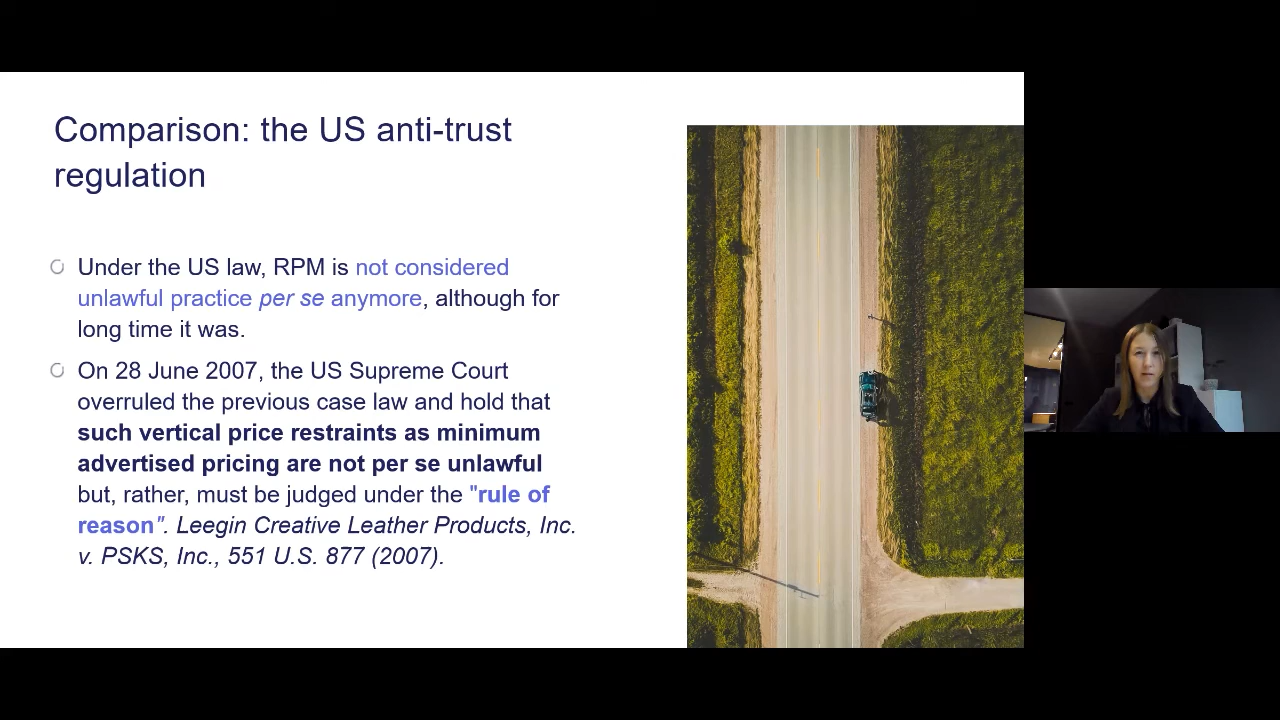 Comparison: the US anti-trust
regulation
Under the US law, RPM is not considered
unlawful practice per se anymore, although for
long time it was.
On 28 June 2007, the US Supreme Court
overruled the previous case law and hold that
such vertical price restraints as minimum
advertised pricing are not per se unlawful
but, rather, must be judged under the "rule of
reason". Leegin Creative Leather Products, Inc.
v. PSKS, Inc., 551 U.S. 877 (2007).